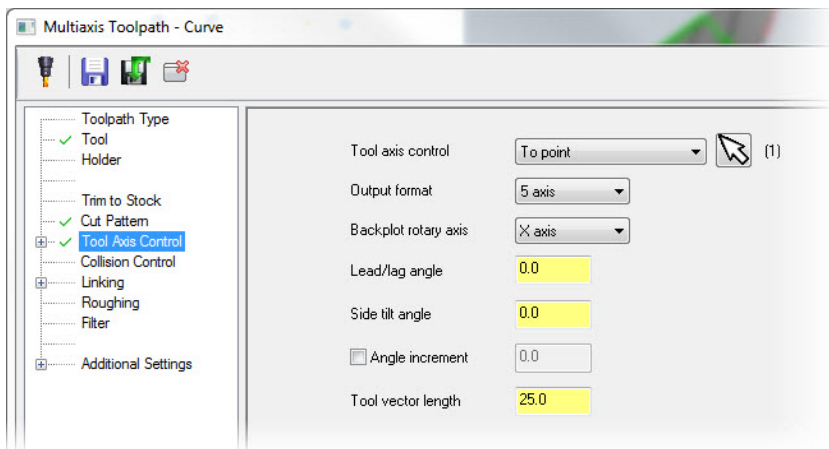 Multiaxis Toolpath - Curve
Toolpath Type
Tool
Holder
Trim to Stock
Cut Pattern
Tool Axis Control
Collision Control
Linking
Roughing
Filter
Additional Settings
Tool axis control To point (1)
Output format 5 axis
Backplot rotary axis X axis
Lead/lag angle 0.0
Side tilt angle 0.0
Angle increment 0.0
Tool vector length 25.0